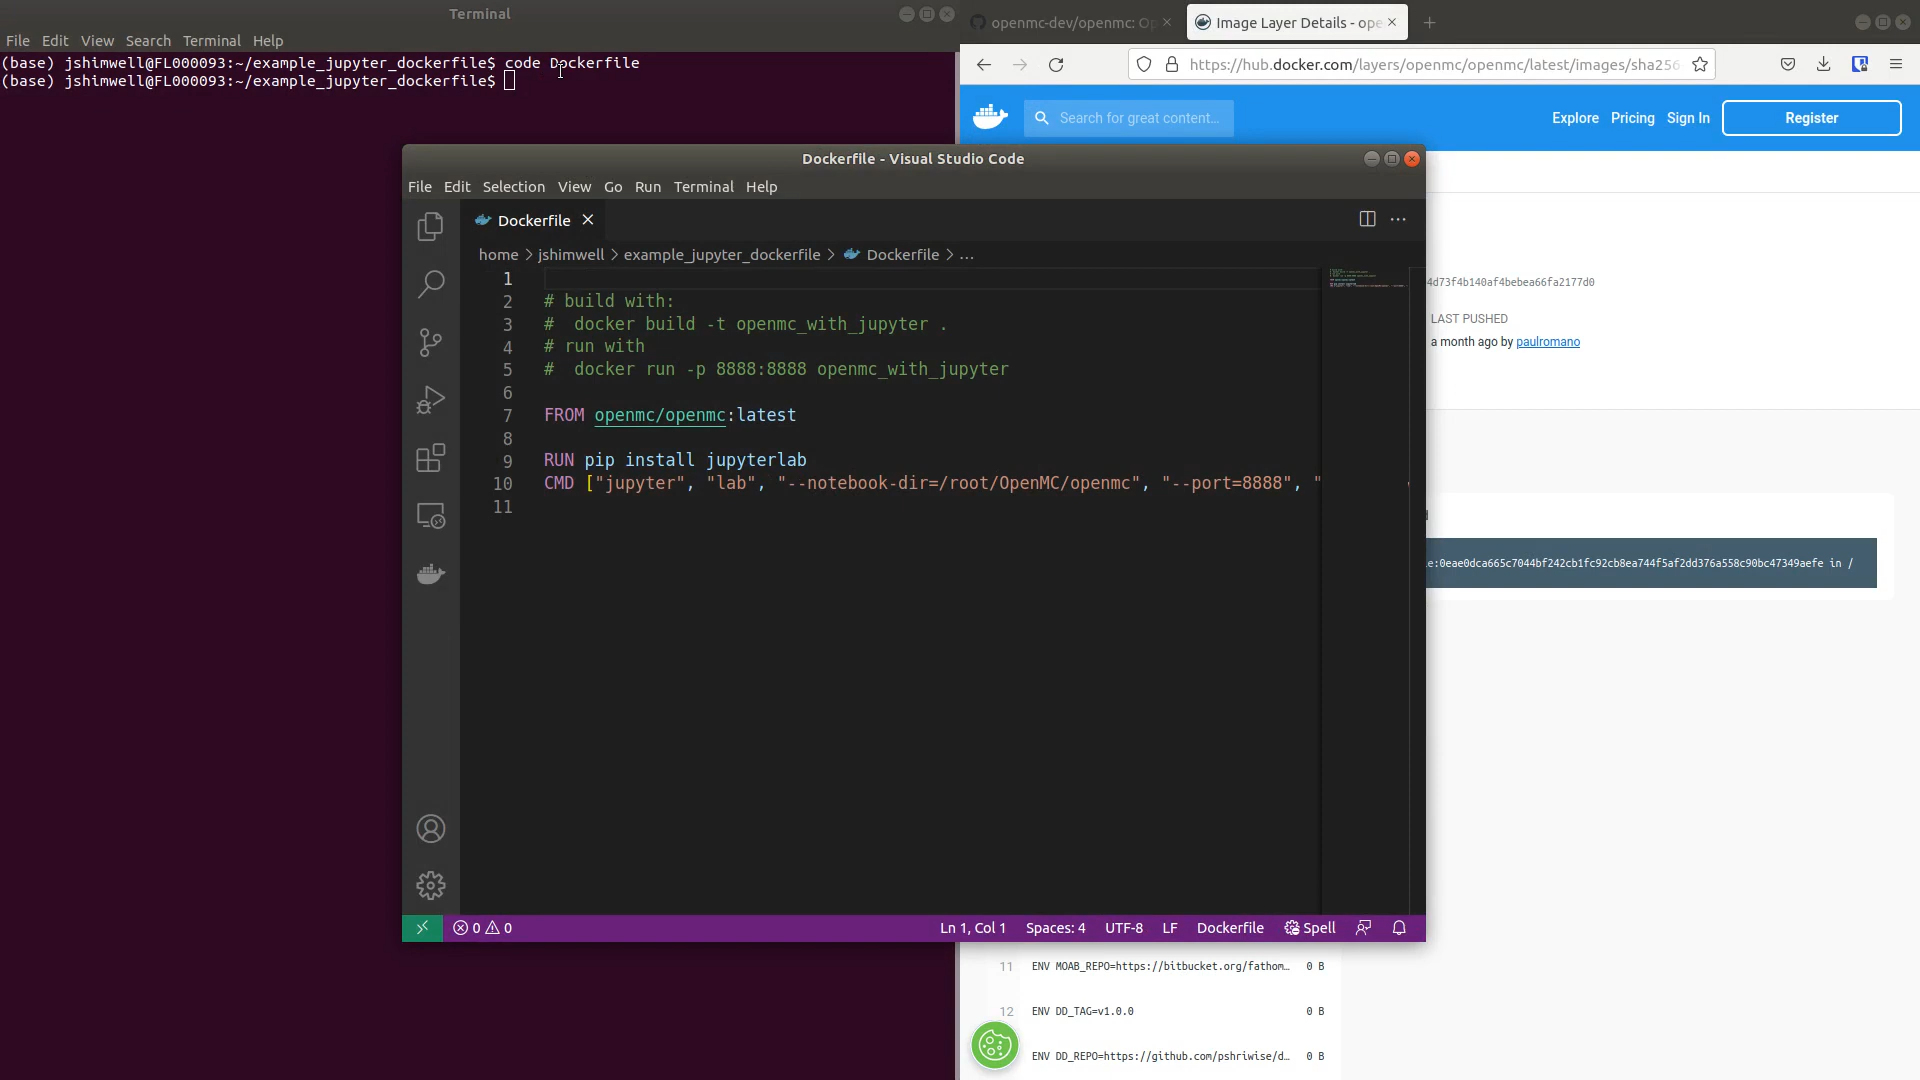 Terminal
File Edit View Search Terminal Help
(base) jshimwell@FL000093:~/example_jupyter_dockerfile$ code Dockerfile
(base) jshimwell@FL000093:~/example_jupyter_dockerfile$
openmc-dev/openmc: Op
Image Layer Details - ope
https://hub.docker.com/layers/openmc/openmc/latest/images/sha256
Search for great content...
Explore Pricing Sign In Register
Dockerfile - Visual Studio Code
File Edit Selection View Go Run Terminal Help
Dockerfile
home > jshimwell > example_jupyter_dockerfile > Dockerfile > ...
1
2 # build with:
3 #  docker build -t openmc_with_jupyter .
4 # run with
5 #  docker run -p 8888:8888 openmc_with_jupyter
6
7 FROM openmc/openmc:latest
8
9 RUN pip install jupyterlab
10 CMD ["jupyter", "lab", "--notebook-dir=/root/OpenMC/openmc", "--port=8888", "
11
0 0
Ln 1, Col 1 Spaces: 4 UTF-8 LF Dockerfile Spell
4d73f4b140af4bebea66fa2177d0
LAST PUSHED
a month ago by paulromano
e:0eae0dca665c7044bf242cb1fc92cb8ea744f5af2dd376a558c90bc47349aefe in /
11 ENV MOAB_REPO=https://bitbucket.org/fathom... 0 B
12 ENV DD_TAG=v1.0.0 0 B
ENV DD_REPO=https://github.com/pshriwise/d... 0 B